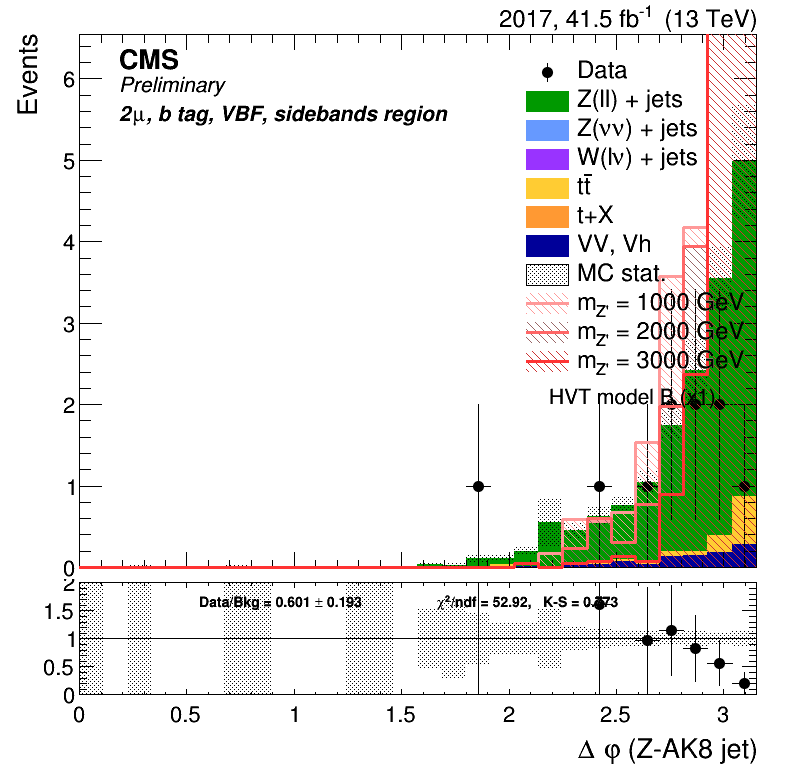 2017, 41.5 fb⁻¹ (13 TeV)
Events
CMS
Preliminary
2μ, b tag, VBF, sidebands region
Data
Z(ll) + jets
Z(νν) + jets
W(lν) + jets
tt̄
t+X
VV, Vh
MC stat.
m_Z' = 1000 GeV
m_Z' = 2000 GeV
m_Z' = 3000 GeV
HVT model B (x1)
6
5
4
3
2
1
0
2
1.5
1
0.5
0
Data/Bkg = 0.601 ± 0.193
χ²/ndf = 52.92, K-S =
0 0.5 1 1.5 2 2.5 3
Δ φ (Z-AK8 jet)